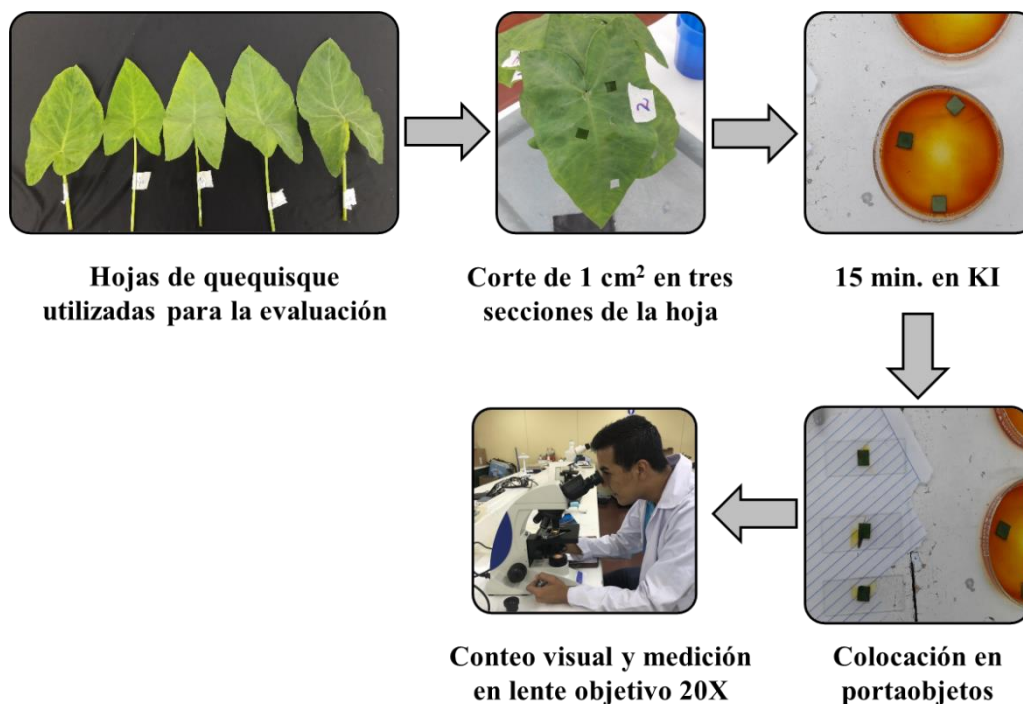 Hojas de quequisque
utilizadas para la evaluación
Corte de 1 cm² en tres
secciones de la hoja
15 min. en KI
2
Conteo visual y medición
en lente objetivo 20X
Colocación en
portaobjetos